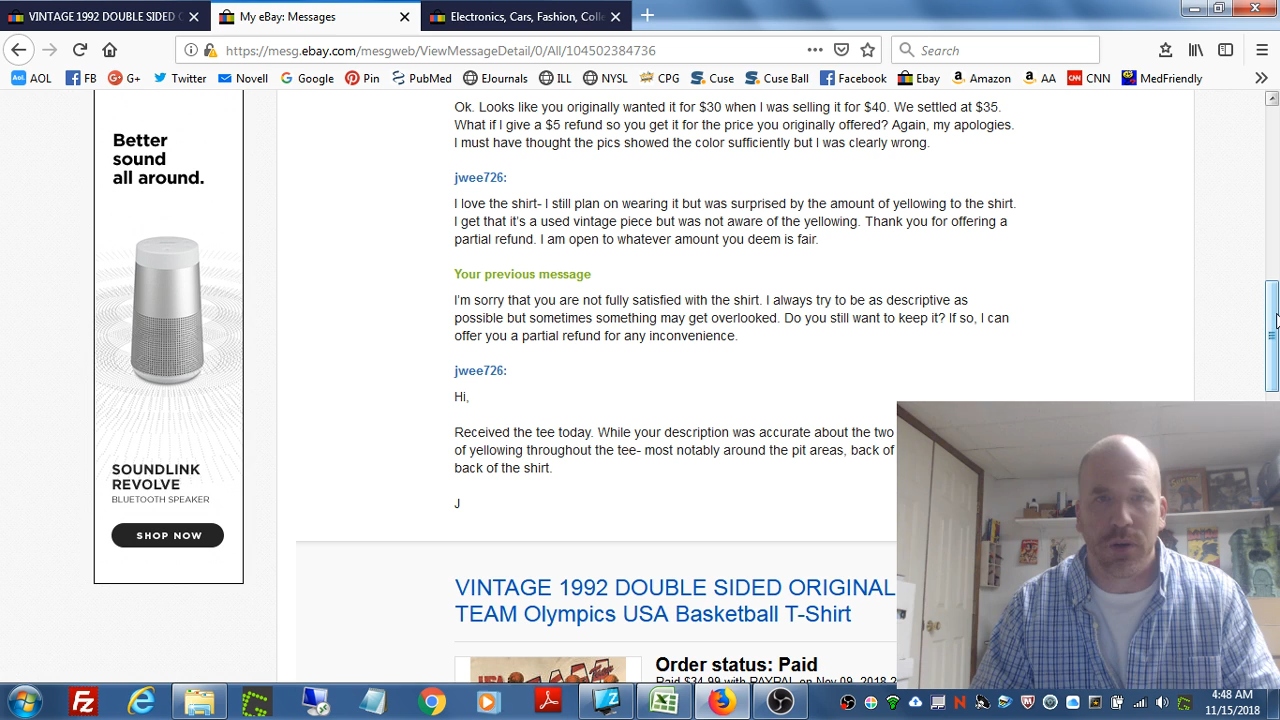 VINTAGE 1992 DOUBLE SIDED O
My eBay: Messages
Electronics, Cars, Fashion, Colle
https://mesg.ebay.com/mesgweb/ViewMessageDetail/0/All/104502384736
Search
AOL
FB
G+
Twitter
Novell
Google
Pin
PubMed
EJournals
ILL
NYSL
CPG
Cuse
Cuse Ball
Facebook
Ebay
Amazon
AA
CNN
MedFriendly
Better
sound
all around.
SOUNDLINK
REVOLVE
BLUETOOTH SPEAKER
SHOP NOW
Ok. Looks like you originally wanted it for $30 when I was selling it for $40. We settled at $35.
What if I give a $5 refund so you get it for the price you originally offered? Again, my apologies.
I must have thought the pics showed the color sufficiently but I was clearly wrong.
jwee726:
I love the shirt- I still plan on wearing it but was surprised by the amount of yellowing to the shirt.
I get that it's a used vintage piece but was not aware of the yellowing. Thank you for offering a
partial refund. I am open to whatever amount you deem is fair.
Your previous message
I'm sorry that you are not fully satisfied with the shirt. I always try to be as descriptive as
possible but sometimes something may get overlooked. Do you still want to keep it? If so, I can
offer you a partial refund for any inconvenience.
jwee726:
Hi,
Received the tee today. While your description was accurate about the two
of yellowing throughout the tee- most notably around the pit areas, back of
back of the shirt.
J
VINTAGE 1992 DOUBLE SIDED ORIGINAL
TEAM Olympics USA Basketball T-Shirt
Order status: Paid
Paid $34.99 with PAYPAL on Nov 09, 2018
4:48 AM
11/15/2018